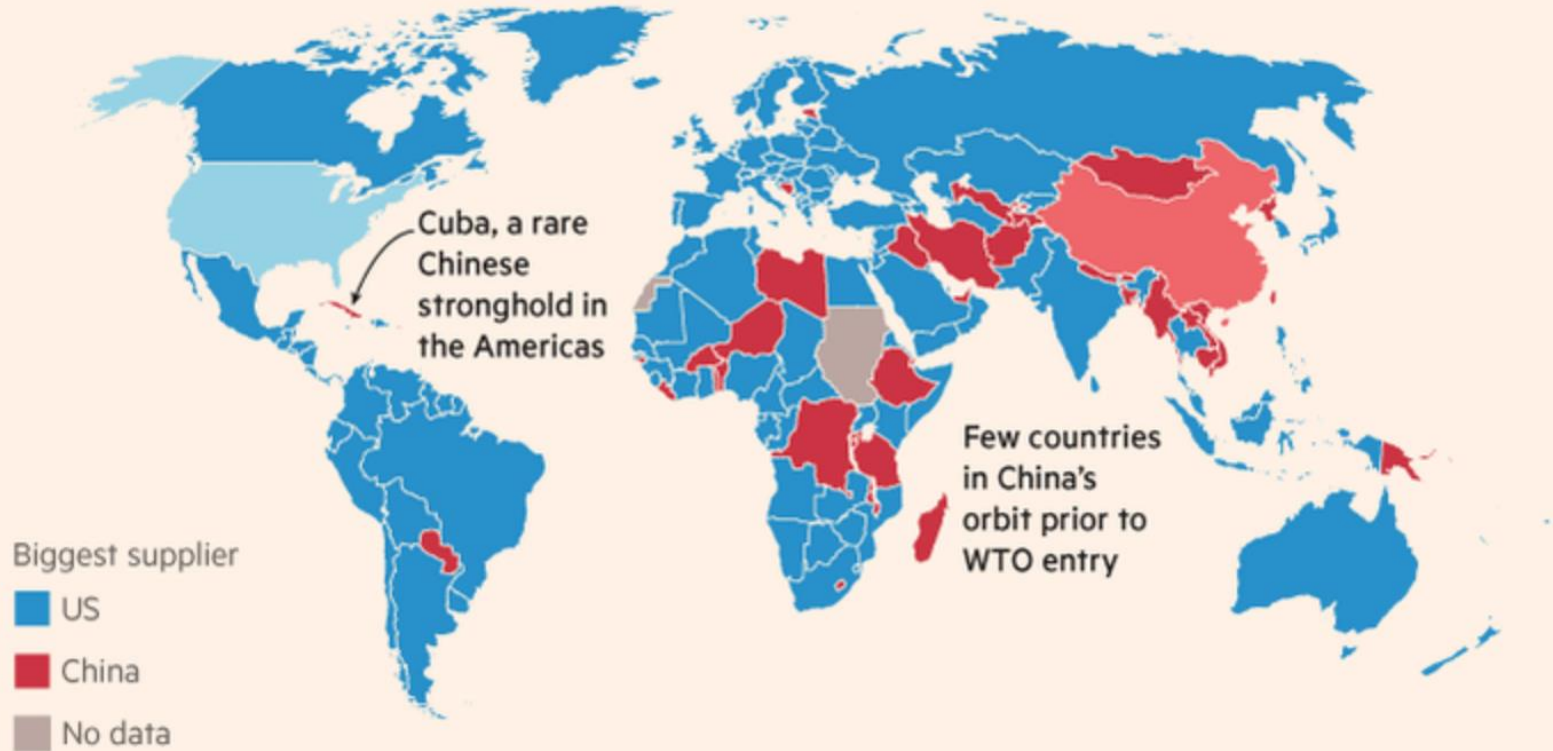 Cuba, a rare
Chinese
stronghold in
the Americas
Few countries
in China's
orbit prior to
WTO entry
Biggest supplier
US
China
No data